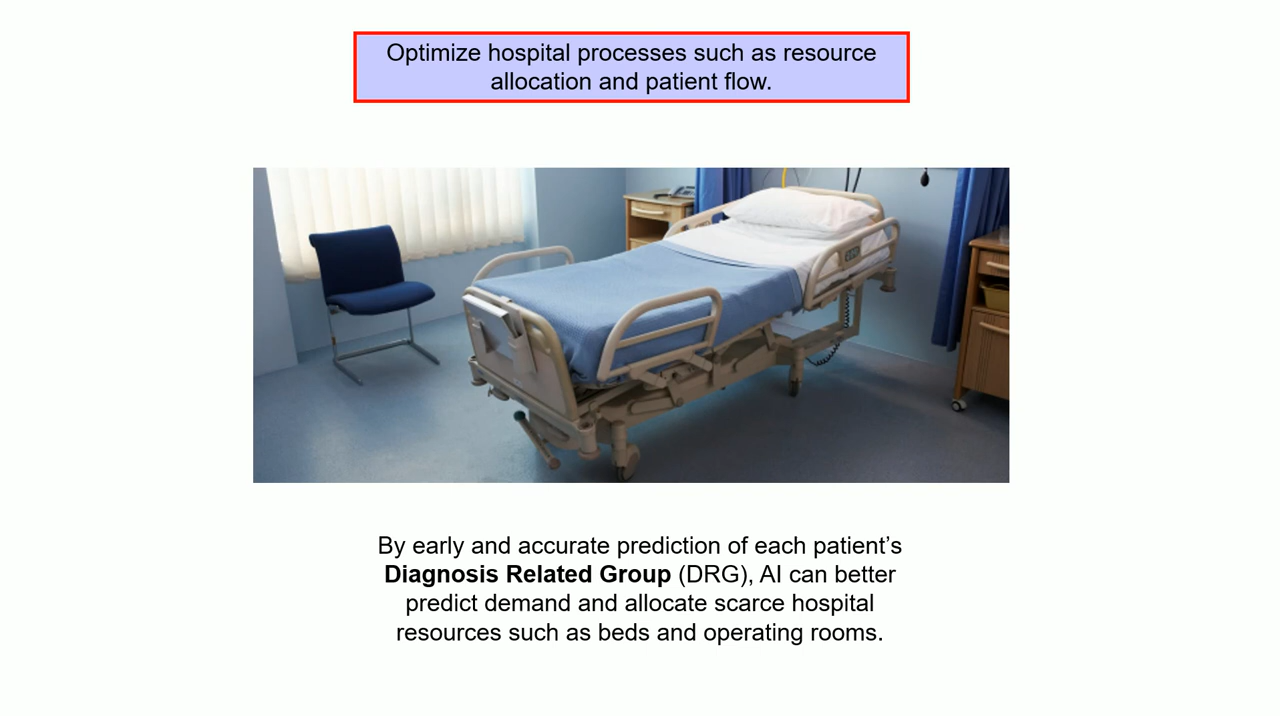 Optimize hospital processes such as resource
allocation and patient flow.
By early and accurate prediction of each patient’s
Diagnosis Related Group (DRG), AI can better
predict demand and allocate scarce hospital
resources such as beds and operating rooms.